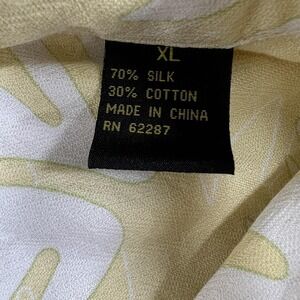 XL
70% SILK
30% COTTON
MADE IN CHINA
RN 62287